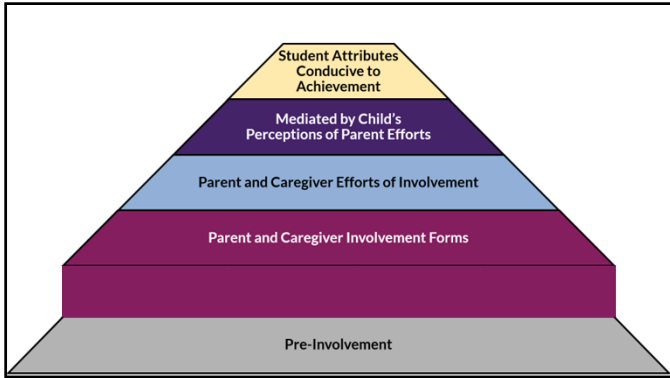 Student Attributes
Conducive to
Achievement
Mediated by Child's
Perceptions of Parent Efforts
Parent and Caregiver Efforts of Involvement
Parent and Caregiver Involvement Forms
Pre-Involvement